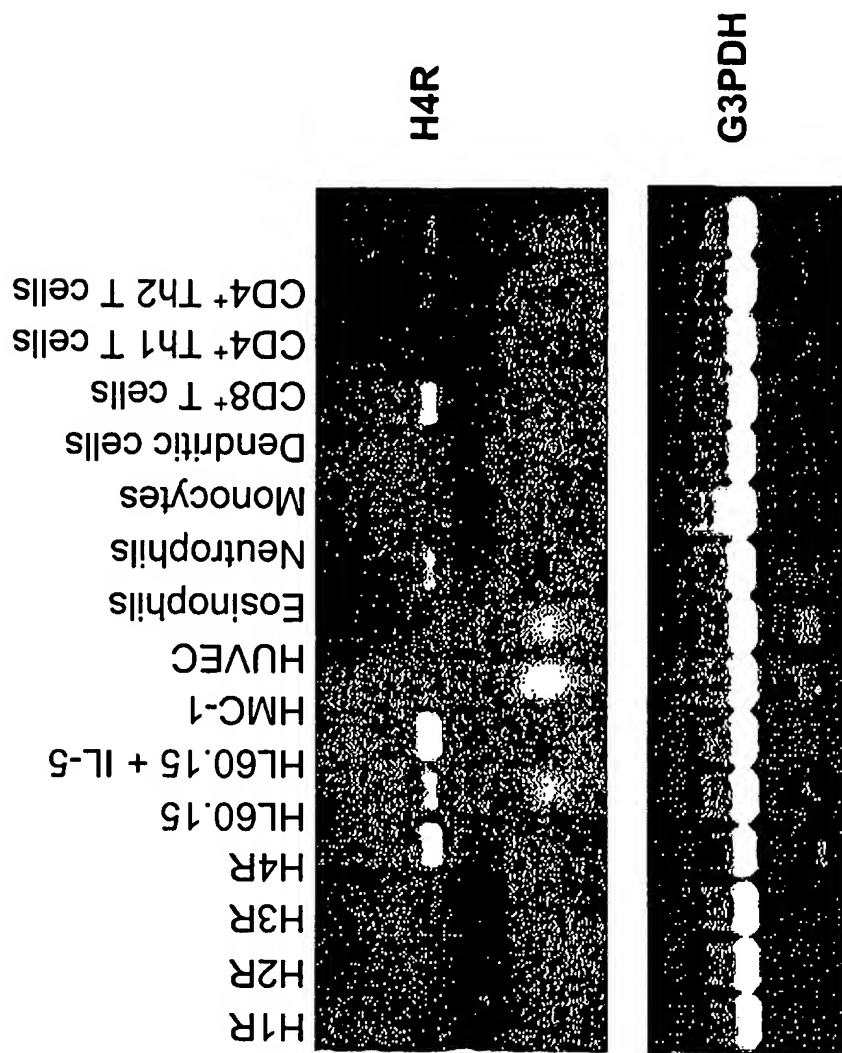 H1R
H2R
H3R
H4R
HL60.15
HL60.15 + IL-5
HMC-1
HUVEC
Eosinophils
Neutrophils
Monocytes
Dendritic cells
CD8⁺ T cells
CD4⁺ Th1 T cells
CD4⁺ Th2 T cells
H4R
G3PDH